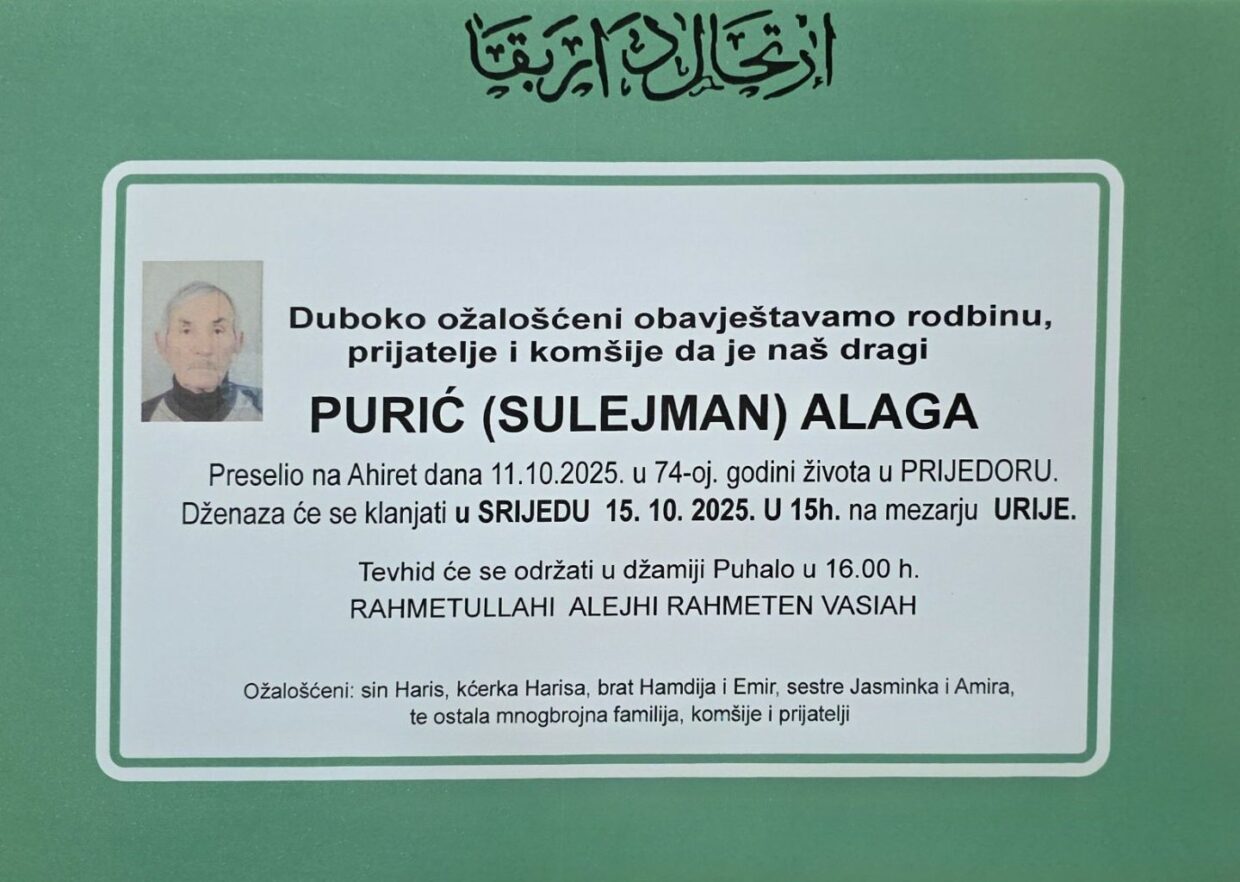 ارتحال دار بقا
Duboko ožalošćeni obavještavamo rodbinu,
prijatelje i komšije da je naš dragi
PURIĆ (SULEJMAN) ALAGA
Preselio na Ahiret dana 11.10.2025. u 74-oj. godini života u PRIJEDORU.
Dženaza će se klanjati u SRIJEDU 15. 10. 2025. U 15h. na mezarju URIJE.
Tevhid će se održati u džamiji Puhalo u 16.00 h.
RAHMETULLAHI ALEJHI RAHMETEN VASIAH
Ožalošćeni: sin Haris, kćerka Harisa, brat Hamdija i Emir, sestre Jasminka i Amira,
te ostala mnogbrojna familija, komšije i prijatelji